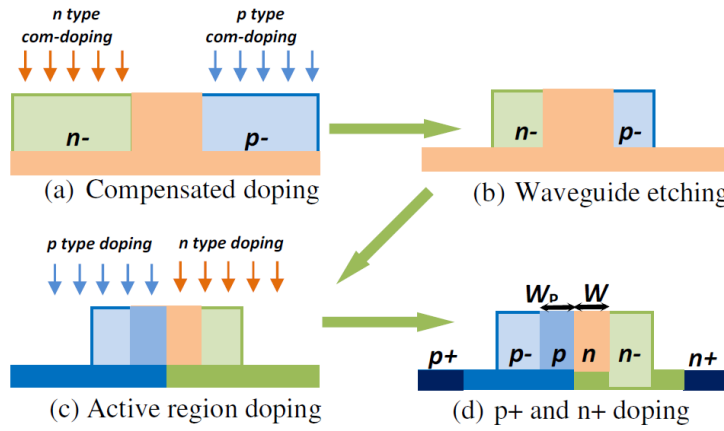 n type
com-doping
p type
com-doping
n-
p-
(a) Compensated doping
n-
p-
(b) Waveguide etching
p type doping
n type doping
(c) Active region doping
Wp
W
p+
p-
p
n
n-
n+
(d) p+ and n+ doping